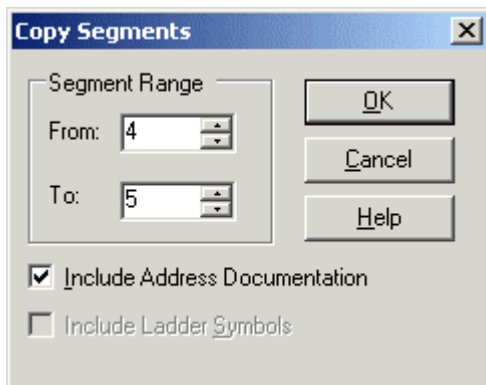 Copy Segments
Segment Range
From: 4
To: 5
OK
Cancel
Help
Include Address Documentation
Include Ladder Symbols